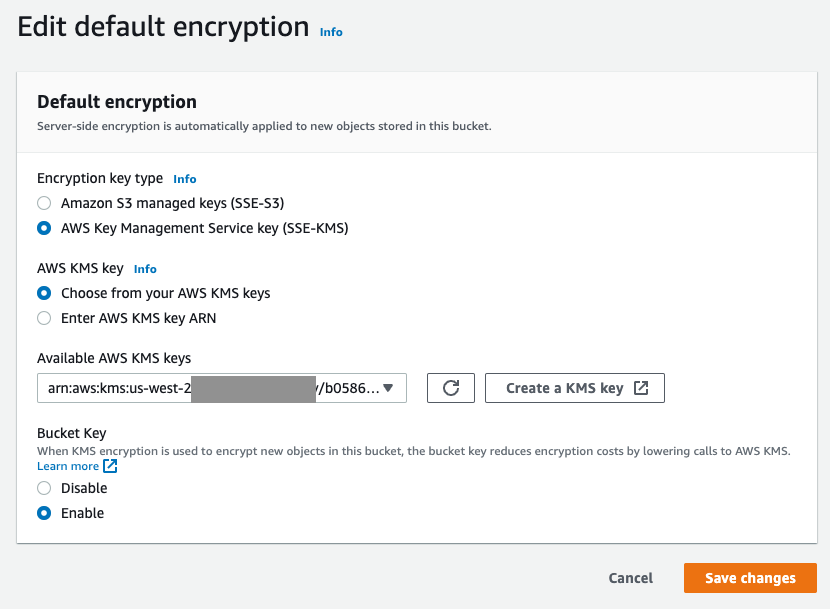 Edit default encryption Info
Default encryption
Server-side encryption is automatically applied to new objects stored in this bucket.
Encryption key type Info
Amazon S3 managed keys (SSE-S3)
AWS Key Management Service key (SSE-KMS)
AWS KMS key Info
Choose from your AWS KMS keys
Enter AWS KMS key ARN
Available AWS KMS keys
arn:aws:kms:us-west-2 /b0586... Create a KMS key
Bucket Key
When KMS encryption is used to encrypt new objects in this bucket, the bucket key reduces encryption costs by lowering calls to AWS KMS.
Learn more
Disable
Enable
Cancel Save changes